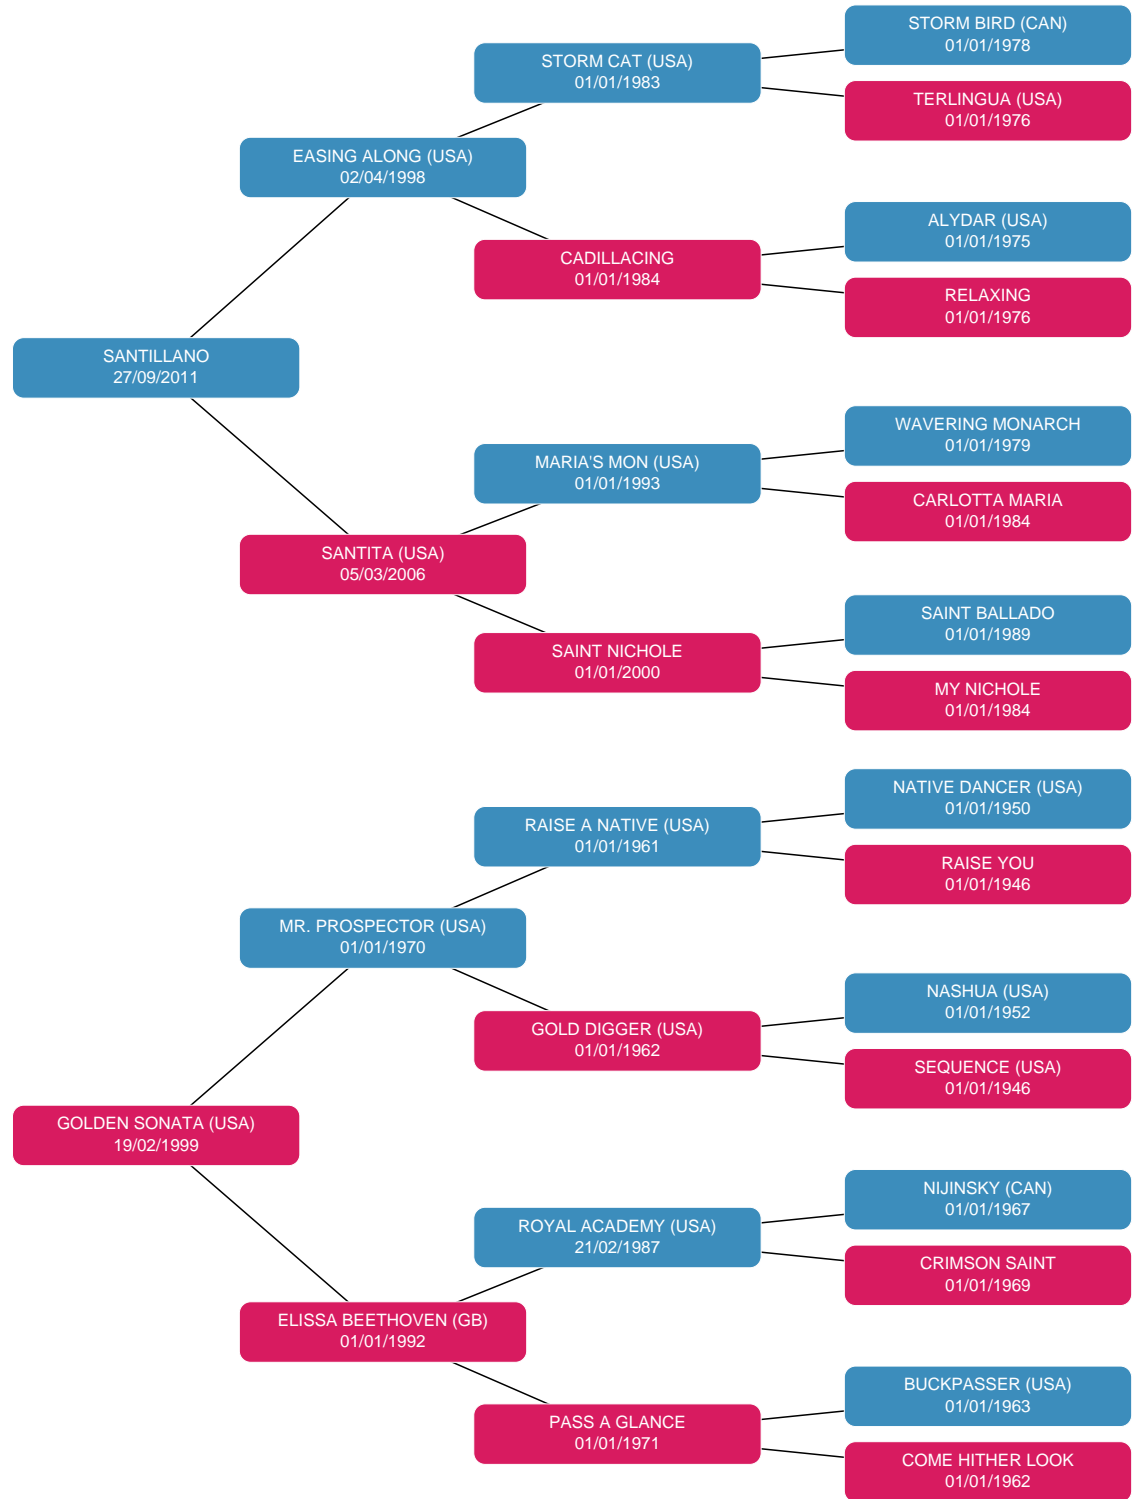 STORM BIRD (CAN)
01/01/1978
STORM CAT (USA)
01/01/1983
TERLINGUA (USA)
01/01/1976
EASING ALONG (USA)
02/04/1998
ALYDAR (USA)
01/01/1975
CADILLACING
01/01/1984
RELAXING
01/01/1976
SANTILLANO
27/09/2011
WAVERING MONARCH
01/01/1979
MARIA'S MON (USA)
01/01/1993
CARLOTTA MARIA
01/01/1984
SANTITA (USA)
05/03/2006
SAINT BALLADO
01/01/1989
SAINT NICHOLE
01/01/2000
MY NICHOLE
01/01/1984
NATIVE DANCER (USA)
01/01/1950
RAISE A NATIVE (USA)
01/01/1961
RAISE YOU
01/01/1946
MR. PROSPECTOR (USA)
01/01/1970
NASHUA (USA)
01/01/1952
GOLD DIGGER (USA)
01/01/1962
SEQUENCE (USA)
01/01/1946
GOLDEN SONATA (USA)
19/02/1999
NIJINSKY (CAN)
01/01/1967
ROYAL ACADEMY (USA)
21/02/1987
CRIMSON SAINT
01/01/1969
ELISSA BEETHOVEN (GB)
01/01/1992
BUCKPASSER (USA)
01/01/1963
PASS A GLANCE
01/01/1971
COME HITHER LOOK
01/01/1962